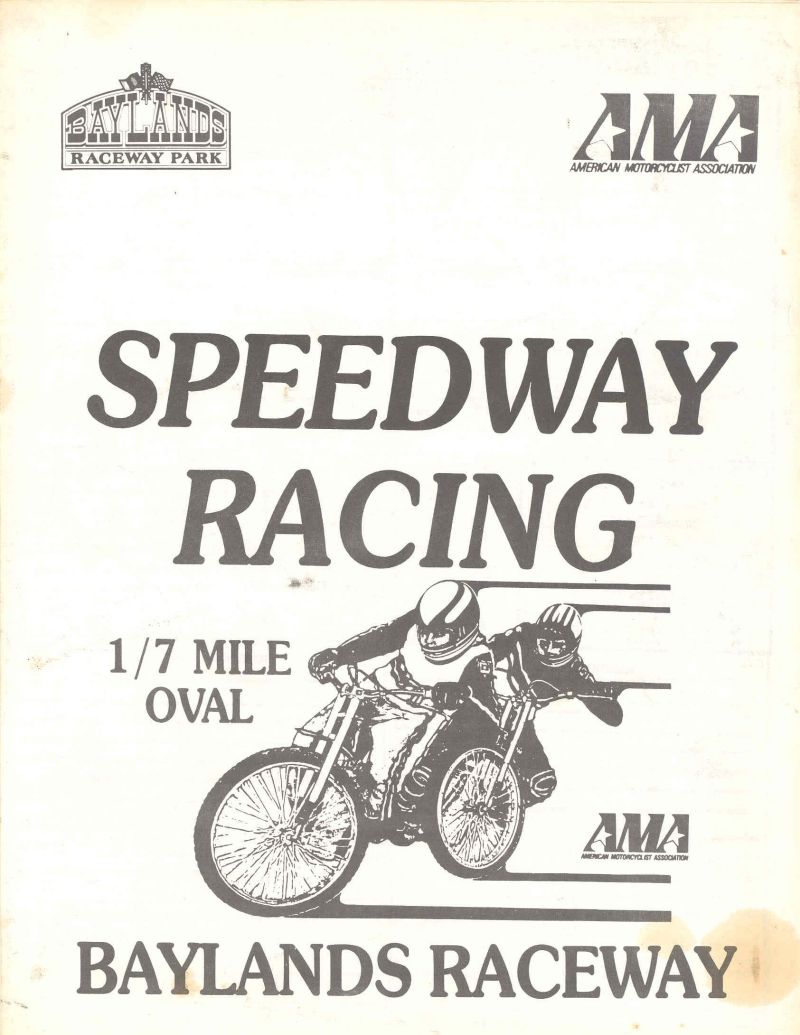 BAYLANDS
RACEWAY PARK
AMA
AMERICAN MOTORCYCLIST ASSOCIATION
SPEEDWAY
RACING
1/7 MILE
OVAL
AMA
AMERICAN MOTORCYCLIST ASSOCIATION
BAYLANDS RACEWAY